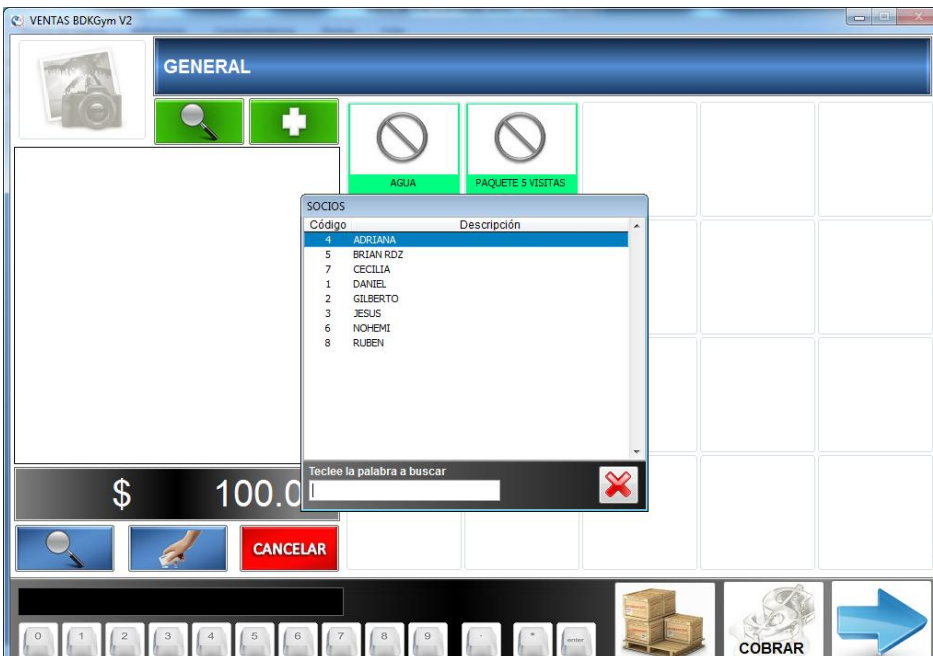 VENTAS BDKGym V2
GENERAL
AGUA
PAQUETE 5 VISITAS
SOCIOS
Código Descripción
4 ADRIANA
5 BRIAN RDZ
7 CECILIA
1 DANIEL
2 GILBERTO
3 JESUS
6 NOHEMI
8 RUBEN
Teclee la palabra a buscar
$ 100.0
CANCELAR
0 1 2 3 4 5 6 7 8 9 . * enter
COBRAR